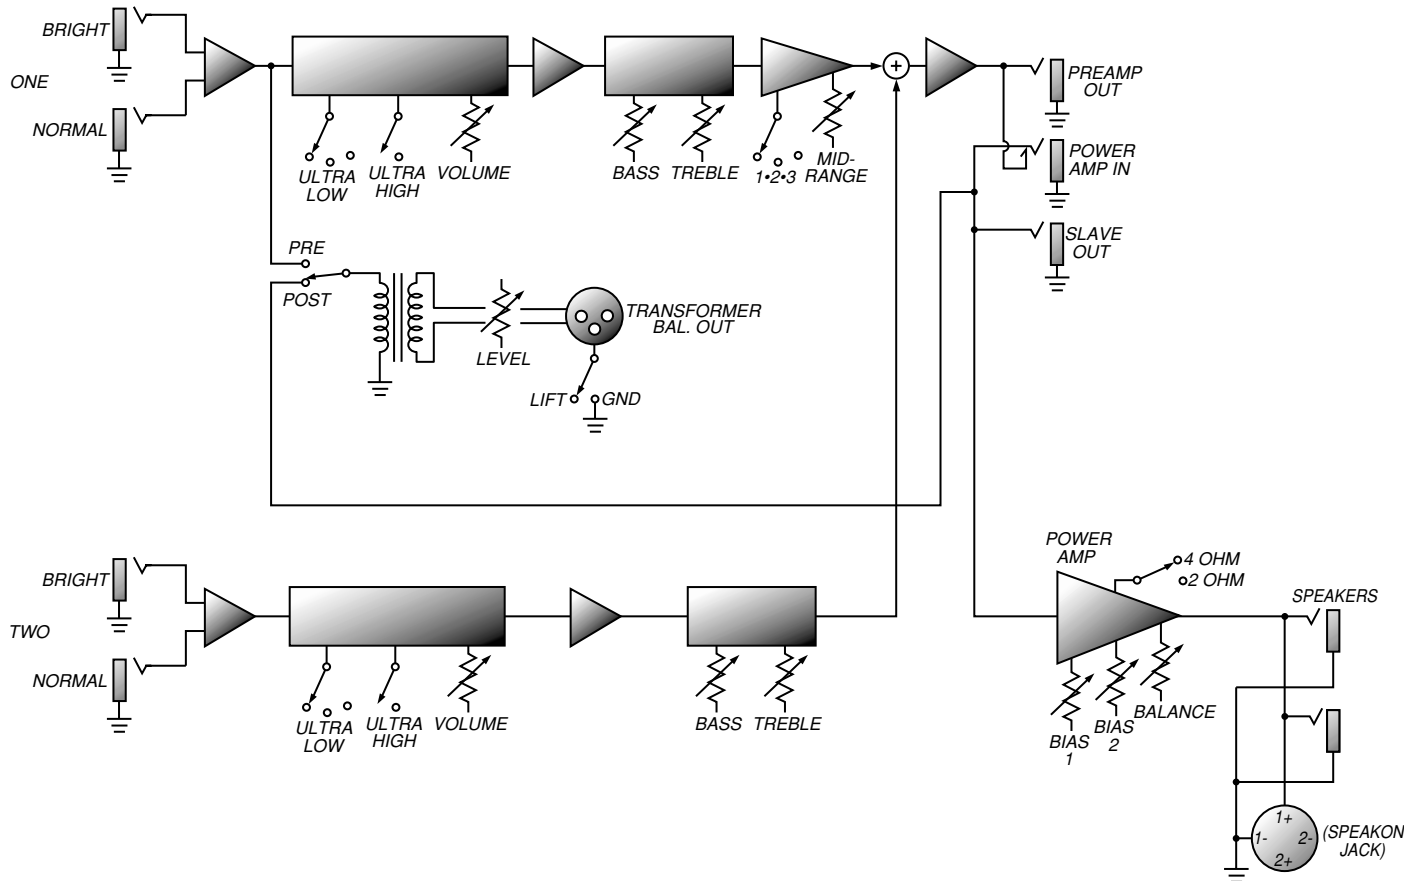 BRIGHT
ONE
NORMAL
ULTRA
LOW
ULTRA
HIGH
VOLUME
BASS
TREBLE
1•2•3
MID-
RANGE
+
PREAMP
OUT
POWER
AMP IN
SLAVE
OUT
PRE
POST
LEVEL
TRANSFORMER
BAL. OUT
LIFT
GND
BRIGHT
TWO
NORMAL
ULTRA
LOW
ULTRA
HIGH
VOLUME
BASS
TREBLE
POWER
AMP
4 OHM
2 OHM
BIAS
1
BIAS
2
BALANCE
SPEAKERS
1+
1-
2-
2+
(SPEAKON
JACK)